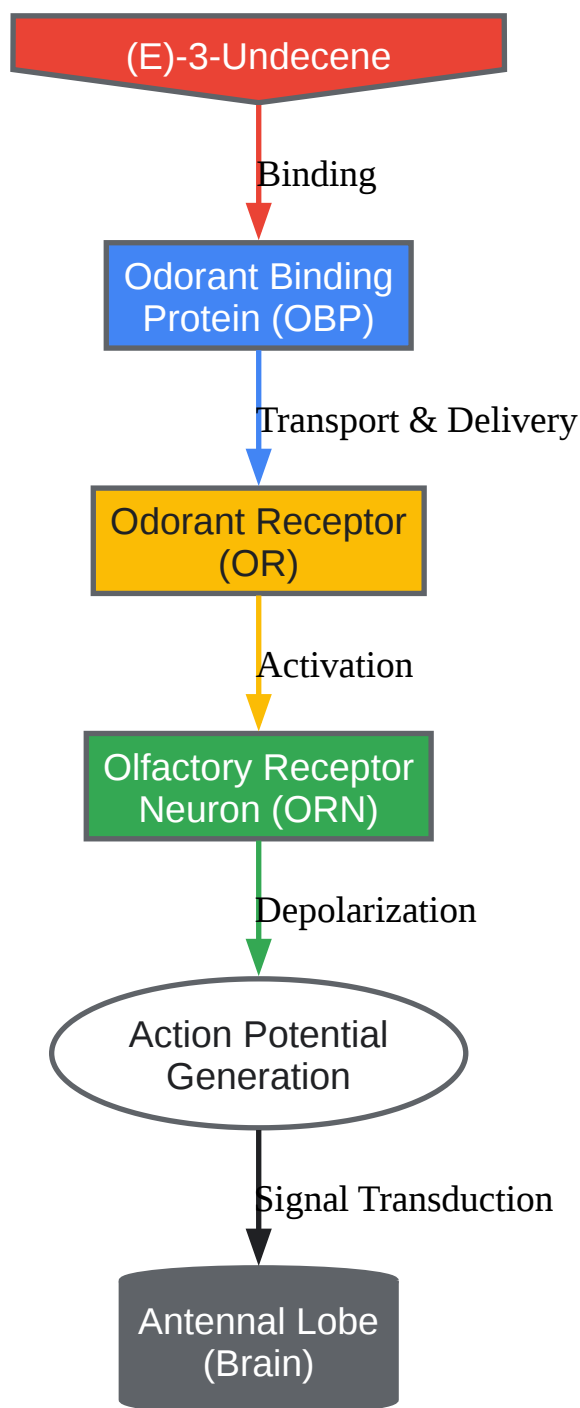 (E)-3-Undecene
Binding
Odorant Binding
Protein (OBP)
Transport & Delivery
Odorant Receptor
(OR)
Activation
Olfactory Receptor
Neuron (ORN)
Depolarization
Action Potential
Generation
Signal Transduction
Antennal Lobe
(Brain)